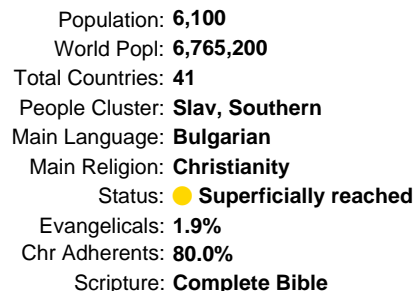 Population: 6,100
World Popl: 6,765,200
Total Countries: 41
People Cluster: Slav, Southern
Main Language: Bulgarian
Main Religion: Christianity
Status: Superficially reached
Evangelicals: 1.9%
Chr Adherents: 80.0%
Scripture: Complete Bible